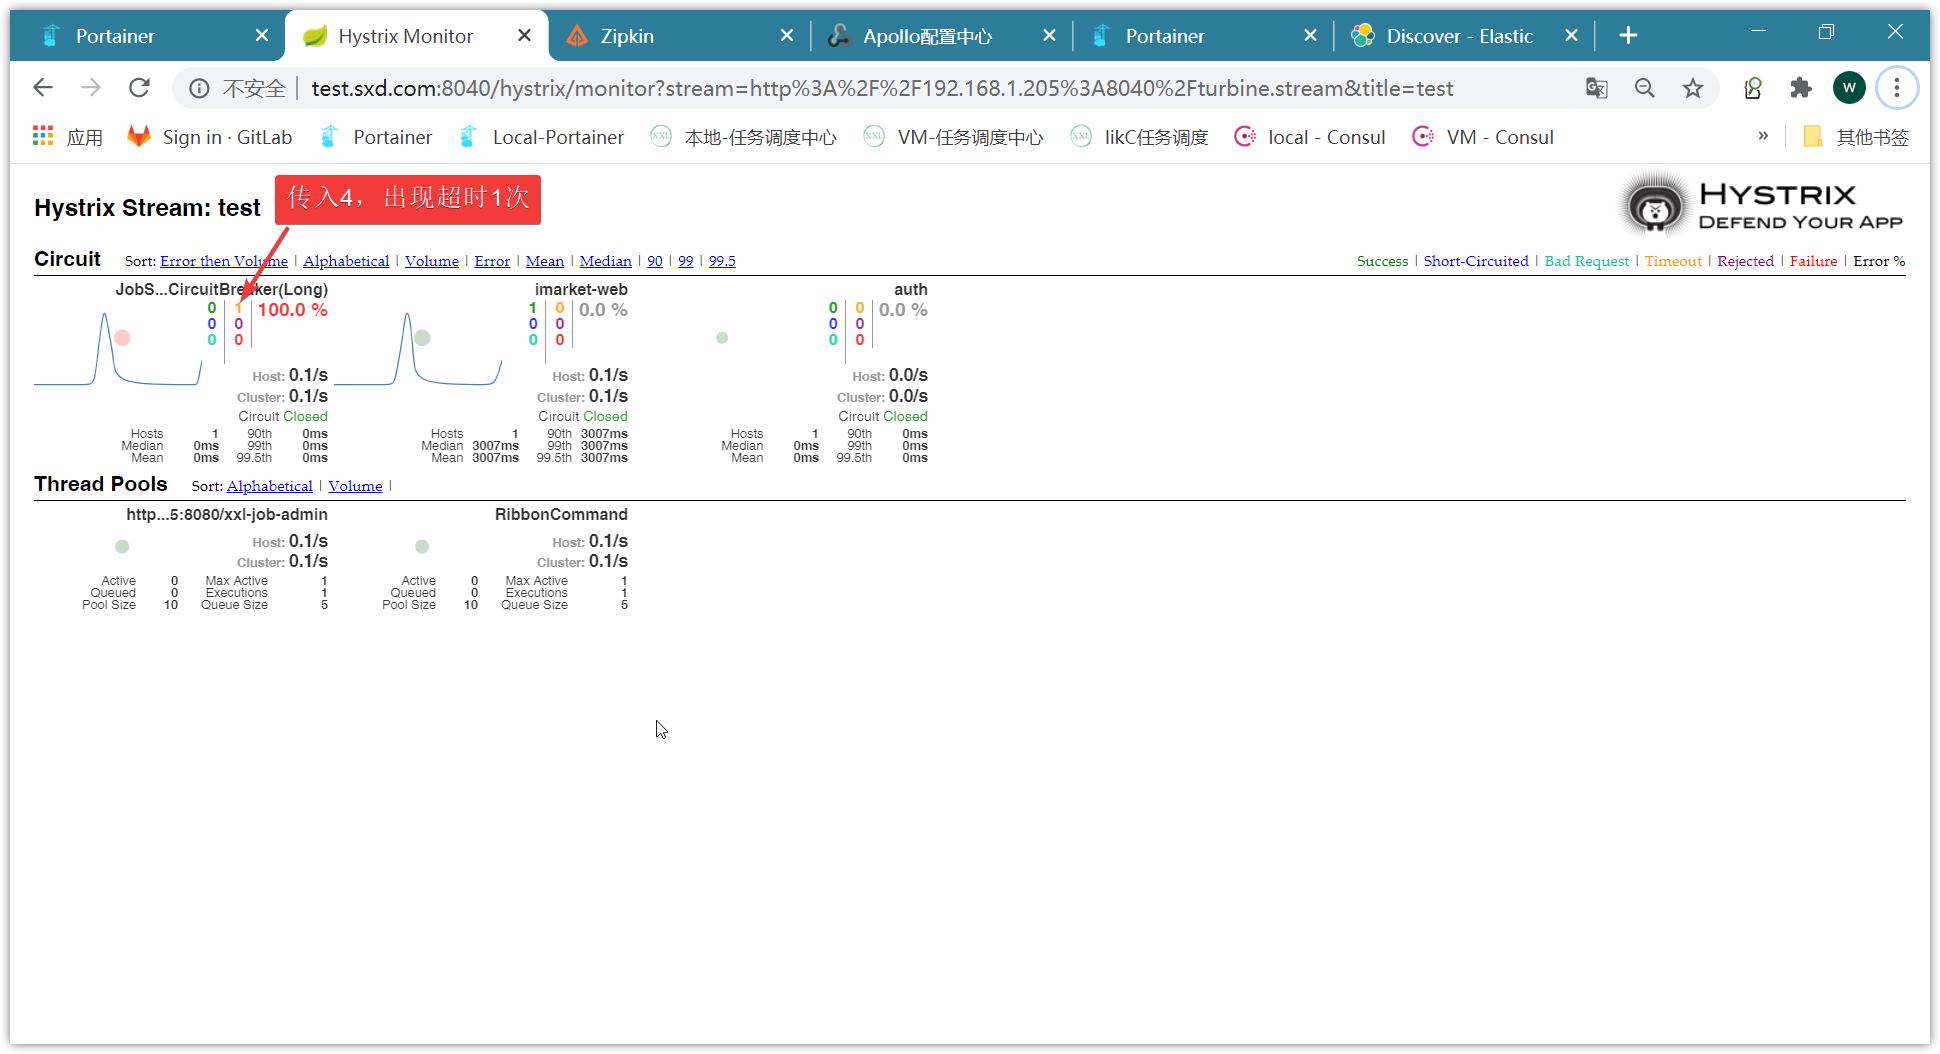 Portainer
Hystrix Monitor
Zipkin
Apollo配置中心
Portainer
Discover - Elastic
不安全 test.sxd.com:8040/hystrix/monitor?stream=http%3A%2F%2F192.168.1.205%3A8040%2Fturbine.stream&title=test
W
应用
Sign in · GitLab
Portainer
Local-Portainer
XXL 本地-任务调度中心
XXL VM-任务调度中心
XXL likC任务调度
local - Consul
VM - Consul
»
其他书签
Hystrix Stream: test
传入4，出现超时1次
HYSTRIX
DEFEND YOUR APP
Circuit Sort: Error then Volume | Alphabetical | Volume | Error | Mean | Median | 90 | 99 | 99.5
Success | Short-Circuited | Bad Request | Timeout | Rejected | Failure | Error %
JobS...CircuitBreaker(Long)
0 1 100.0 %
0 0
0 0
Host: 0.1/s
Cluster: 0.1/s
Circuit Closed
Hosts 1 90th 0ms
Median 0ms 99th 0ms
Mean 0ms 99.5th 0ms
imarket-web
1 0 0.0 %
0 0
0 0
Host: 0.1/s
Cluster: 0.1/s
Circuit Closed
Hosts 1 90th 3007ms
Median 3007ms 99th 3007ms
Mean 3007ms 99.5th 3007ms
auth
0 0 0.0 %
0 0
0 0
Host: 0.0/s
Cluster: 0.0/s
Circuit Closed
Hosts 1 90th 0ms
Median 0ms 99th 0ms
Mean 0ms 99.5th 0ms
Thread Pools Sort: Alphabetical | Volume |
http...5:8080/xxl-job-admin
Host: 0.1/s
Cluster: 0.1/s
Active 0 Max Active 1
Queued 0 Executions 1
Pool Size 10 Queue Size 5
RibbonCommand
Host: 0.1/s
Cluster: 0.1/s
Active 0 Max Active 1
Queued 0 Executions 1
Pool Size 10 Queue Size 5